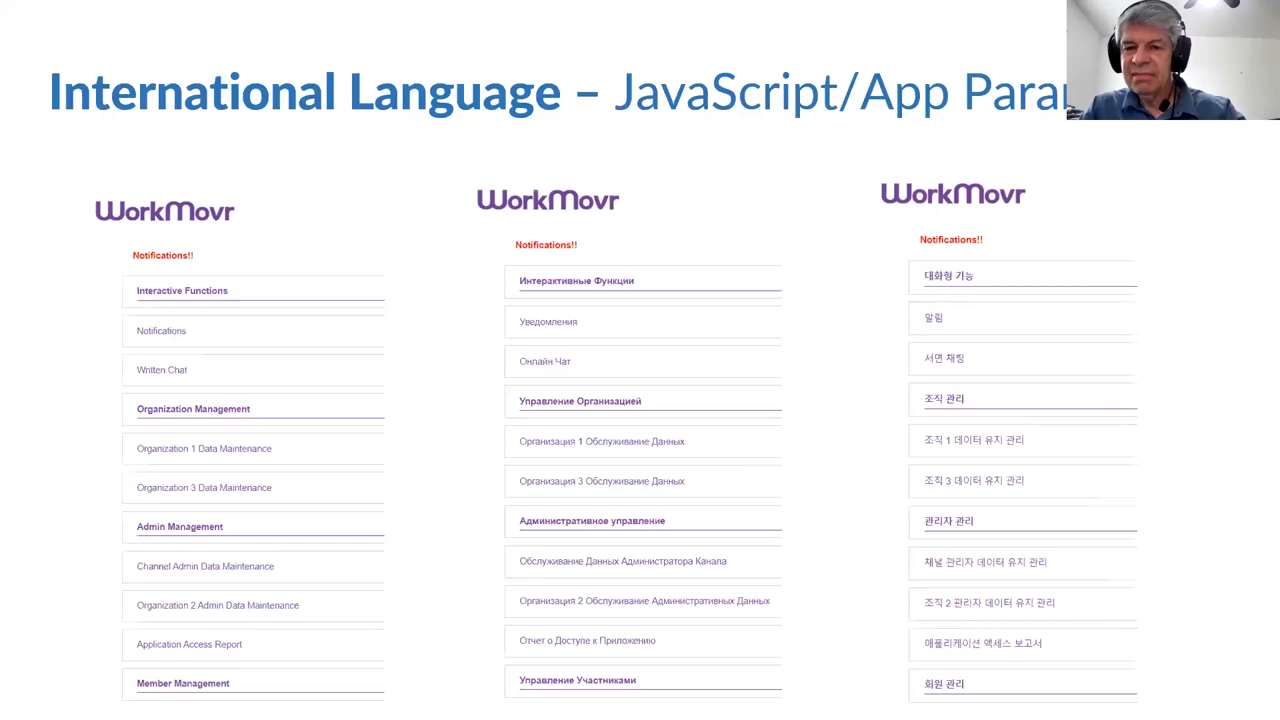 International Language – JavaScript/App Para
WorkMovr
Notifications!!
Interactive Functions
Notifications
Written Chat
Organization Management
Organization 1 Data Maintenance
Organization 3 Data Maintenance
Admin Management
Channel Admin Data Maintenance
Organization 2 Admin Data Maintenance
Application Access Report
Member Management
WorkMovr
Notifications!!
Интерактивные Функции
Уведомления
Онлайн Чат
Управление Организацией
Организация 1 Обслуживание Данных
Организация 3 Обслуживание Данных
Административное управление
Обслуживание Данных Администратора Канала
Организация 2 Обслуживание Административных Данных
Отчет о Доступе к Приложению
Управление Участниками
WorkMovr
Notifications!!
대화형 기능
알림
서면 채팅
조직 관리
조직 1 데이터 유지 관리
조직 3 데이터 유지 관리
관리자 관리
채널 관리자 데이터 유지 관리
조직 2 관리자 데이터 유지 관리
애플리케이션 액세스 보고서
회원 관리